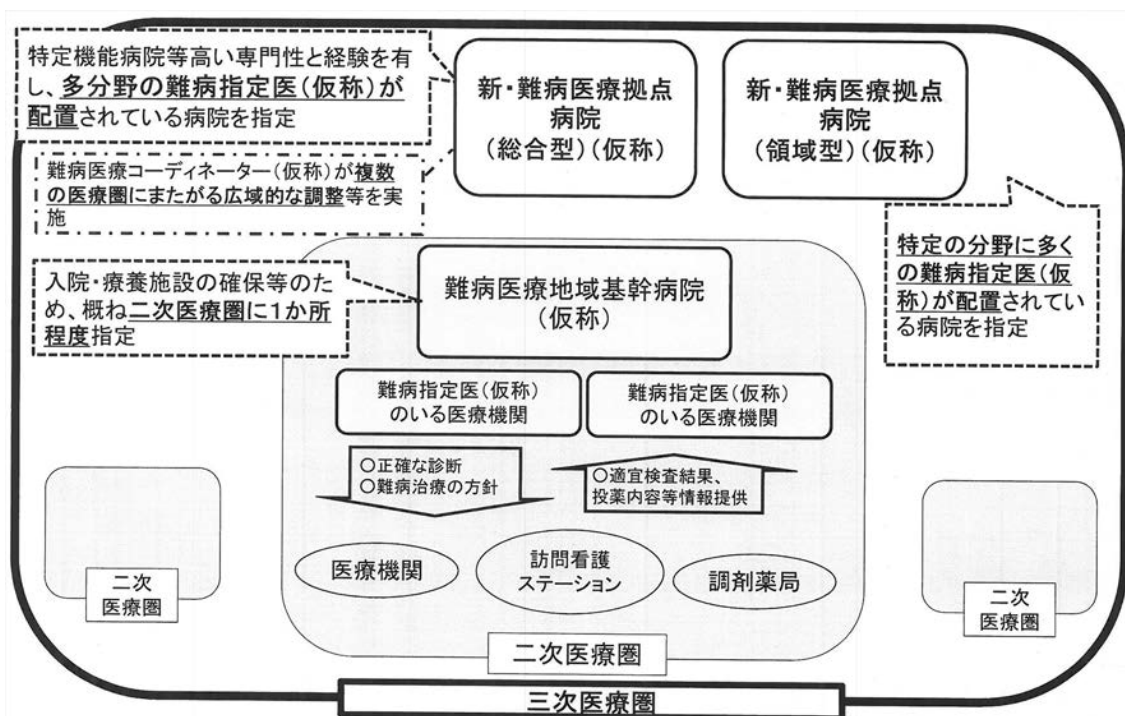 特定機能病院等高い専門性と経験を有
し、多分野の難病指定医(仮称)が
配置されている病院を指定
新・難病医療拠点
病院
(総合型)(仮称)
新・難病医療拠点
病院
(領域型)(仮称)
難病医療コーディネーター(仮称)が複数
の医療圏にまたがる広域的な調整等を実
施
特定の分野に多く
の難病指定医(仮
称)が配置されてい
る病院を指定
入院・療養施設の確保等のた
め、概ね二次医療圏に1か所
程度指定
難病医療地域基幹病院
(仮称)
難病指定医(仮称)
のいる医療機関
難病指定医(仮称)
のいる医療機関
○正確な診断
○難病治療の方針
○適宜検査結果、
投薬内容等情報提供
医療機関
訪問看護
ステーション
調剤薬局
二次
医療圏
二次
医療圏
二次医療圏
三次医療圏